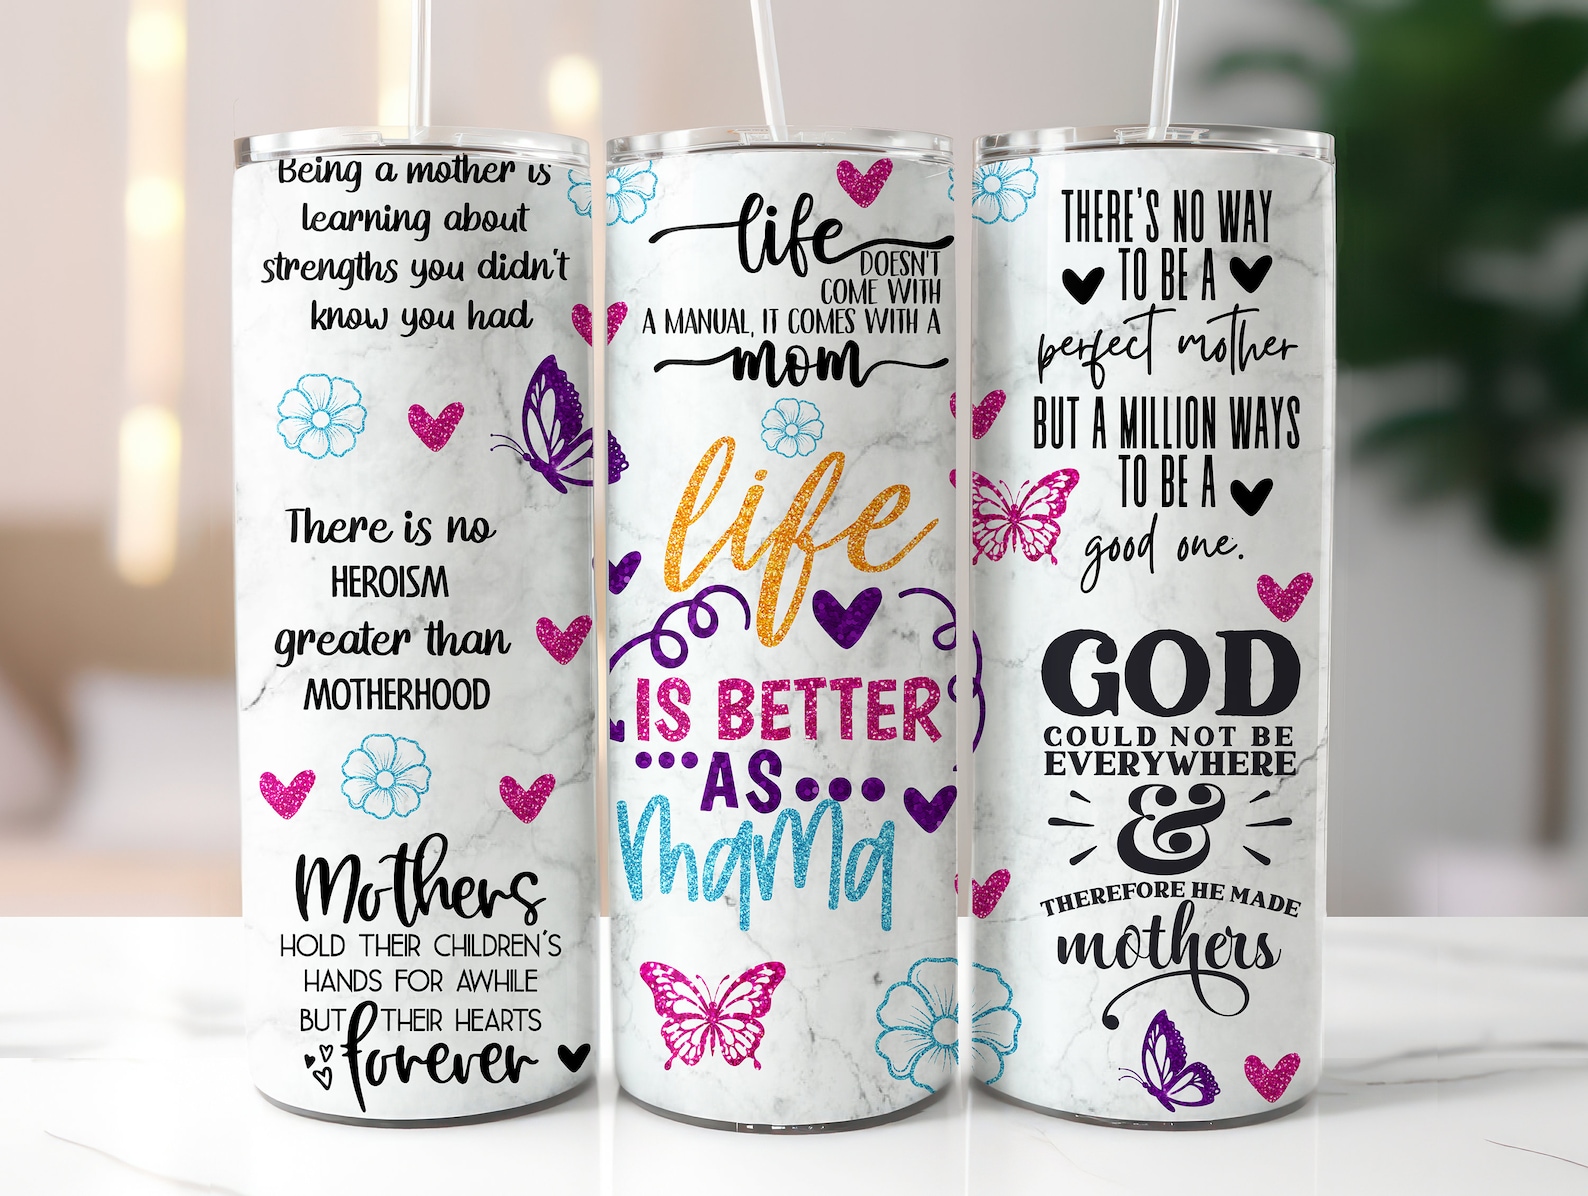 Being a mother is
learning about
strengths you didn't
know you had
There is no
HEROISM
greater than
MOTHERHOOD
Mothers
HOLD THEIR CHILDREN'S
HANDS FOR AWHILE
BUT THEIR HEARTS
forever
life
DOESN'T
COME WITH
A MANUAL, IT COMES WITH A
mom
life
IS BETTER
AS
mama
THERE'S NO WAY
TO BE A
perfect mother
BUT A MILLION WAYS
TO BE A
good one.
GOD
COULD NOT BE
EVERYWHERE
&
THEREFORE HE MADE
mothers